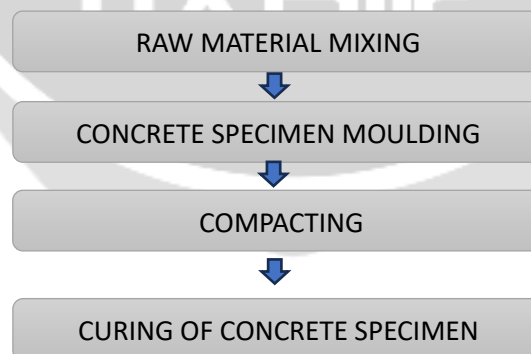 RAW MATERIAL MIXING
CONCRETE SPECIMEN MOULDING
COMPACTING
CURING OF CONCRETE SPECIMEN